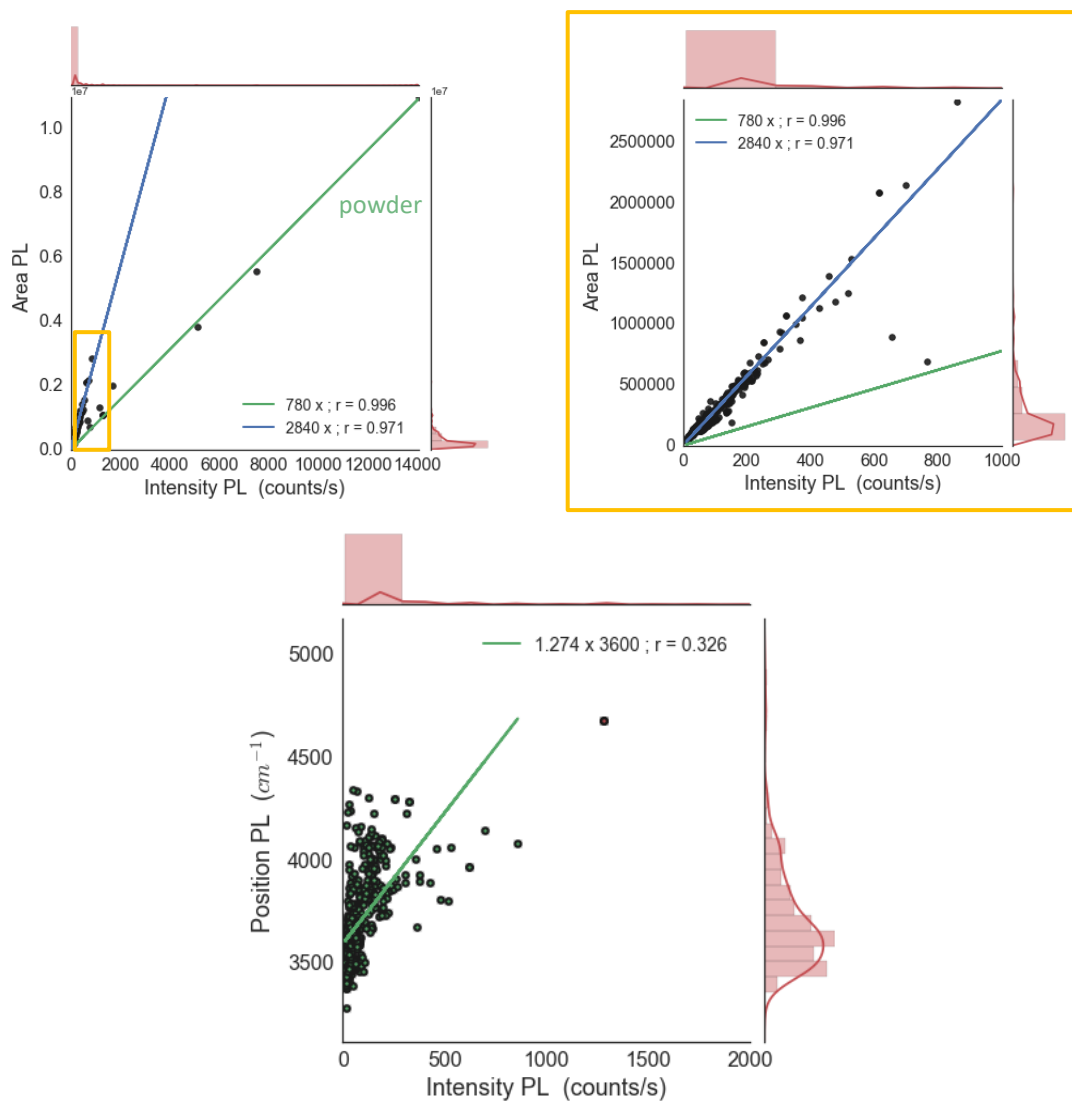 1e7
1e7
1.0
0.8
0.6
0.4
0.2
0.0
Area PL
powder
780 x ; r = 0.996
2840 x ; r = 0.971
0 2000 4000 6000 8000 10000 12000 14000
Intensity PL (counts/s)
780 x ; r = 0.996
2840 x ; r = 0.971
2500000
2000000
1500000
1000000
500000
0
Area PL
0 200 400 600 800 1000
Intensity PL (counts/s)
1.274 x 3600 ; r = 0.326
5000
4500
4000
3500
Position PL (cm⁻¹)
0 500 1000 1500 2000
Intensity PL (counts/s)